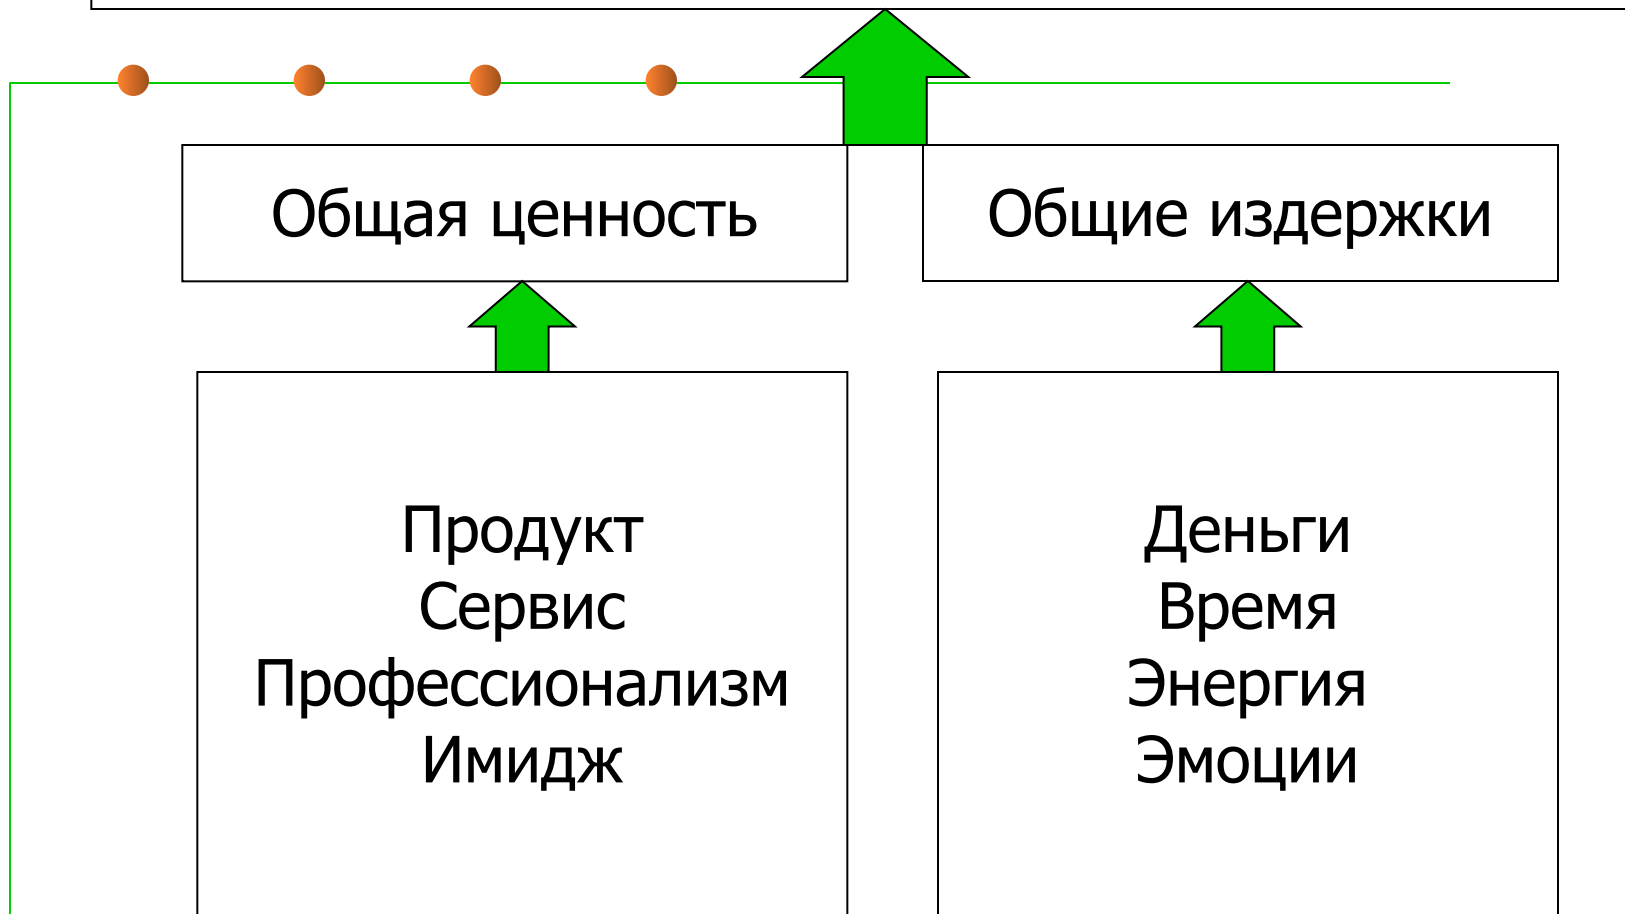 Общая ценность
Общие издержки
Продукт
Сервис
Профессионализм
Имидж
Деньги
Время
Энергия
Эмоции